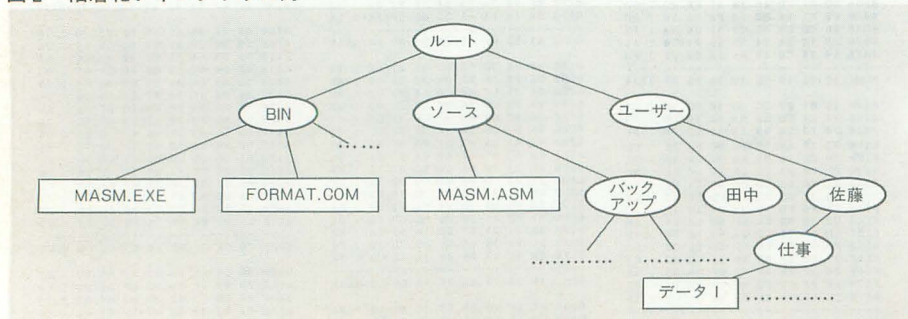 ルート
BIN
ソース
ユーザー
……
MASM.EXE
FORMAT.COM
MASM.ASM
バック
アップ
田中
佐藤
仕事
…………
…………
データ1
…………